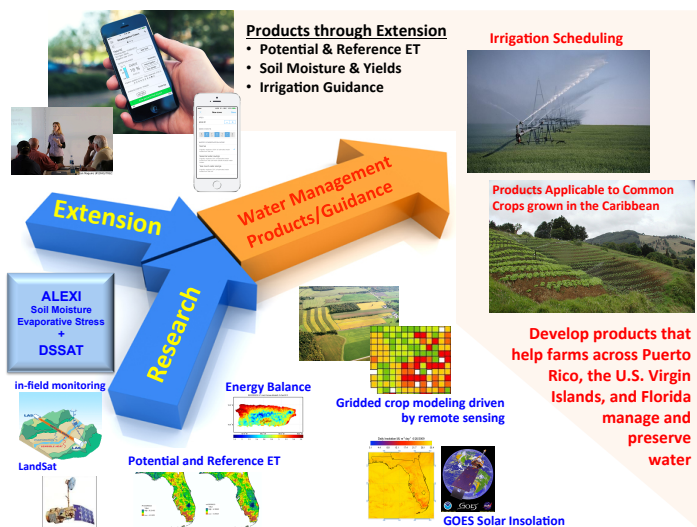 Products through Extension
• Potential & Reference ET
• Soil Moisture & Yields
• Irrigation Guidance
Irrigation Scheduling
Extension
Water Management
Products/Guidance
Products Applicable to Common
Crops grown in the Caribbean
ALEXI
Soil Moisture
Evaporative Stress
+
DSSAT
Research
Develop products that
help farms across Puerto
Rico, the U.S. Virgin
Islands, and Florida
manage and
preserve
water
in-field monitoring
LAS
LAS
Energy Balance
Gridded crop modeling driven
by remote sensing
LandSat
Potential and Reference ET
GOES
GOES Solar Insolation